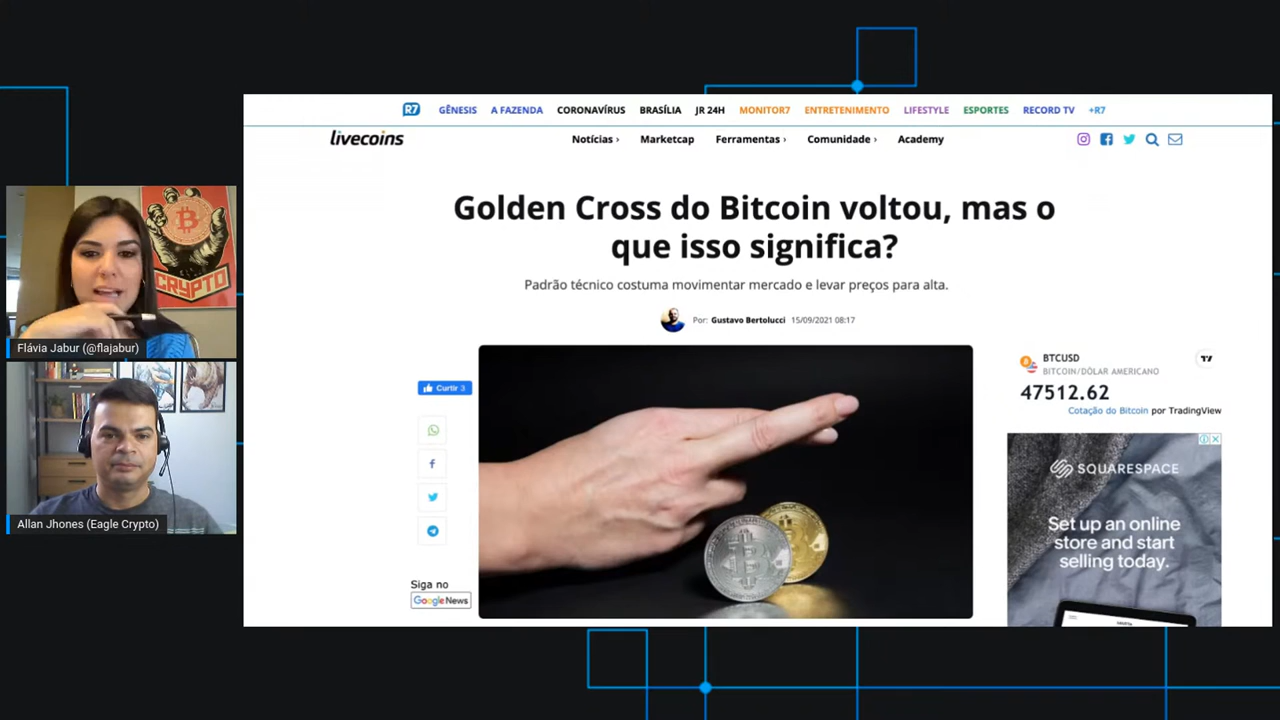 R7 GÊNESIS A FAZENDA CORONAVÍRUS BRASÍLIA JR 24H MONITOR7 ENTRETENIMENTO LIFESTYLE ESPORTES RECORD TV +R7
livecoins Notícias › Marketcap Ferramentas › Comunidade › Academy
Golden Cross do Bitcoin voltou, mas o
que isso significa?
Padrão técnico costuma movimentar mercado e levar preços para alta.
Por: Gustavo Bertolucci 15/09/2021 08:17
CRYPTO
Flávia Jabur (@flajabur)
Allan Jhones (Eagle Crypto)
Curtir 3
Siga no
Google News
BTCUSD
BITCOIN/DÓLAR AMERICANO
47512.62
Cotação do Bitcoin por TradingView
SQUARESPACE
Set up an online
store and start
selling today.